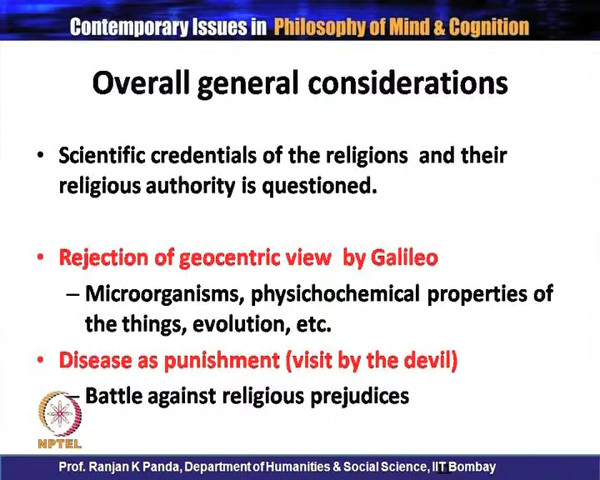 Contemporary Issues in Philosophy of Mind & Cognition
Overall general considerations
• Scientific credentials of the religions and their
religious authority is questioned.
• Rejection of geocentric view by Galileo
– Microorganisms, physichochemical properties of
the things, evolution, etc.
• Disease as punishment (visit by the devil)
– Battle against religious prejudices
NPTEL
Prof. Ranjan K Panda, Department of Humanities & Social Science, IIT Bombay